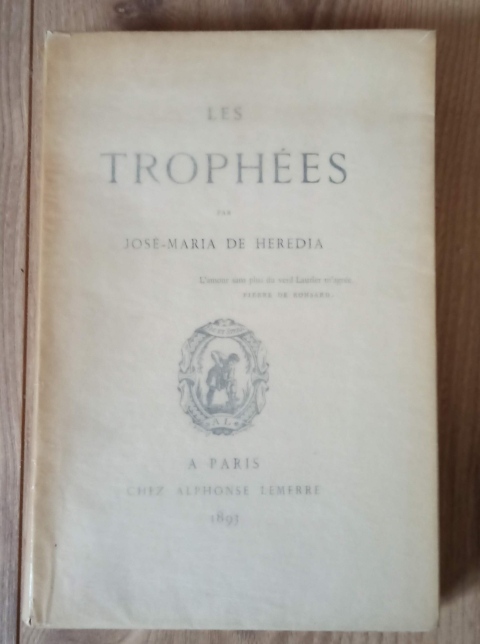 LES
TROPHÉES
PAR
JOSÉ-MARIA DE HEREDIA
L'amour sans plus du verd Laurier m'agrée.
PIERRE DE RONSARD.
A L
A PARIS
CHEZ ALPHONSE LEMERRE
1893